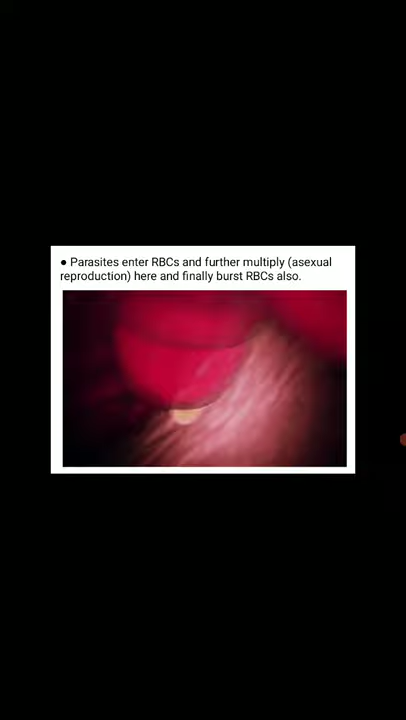 ● Parasites enter RBCs and further multiply (asexual
reproduction) here and finally burst RBCs also.